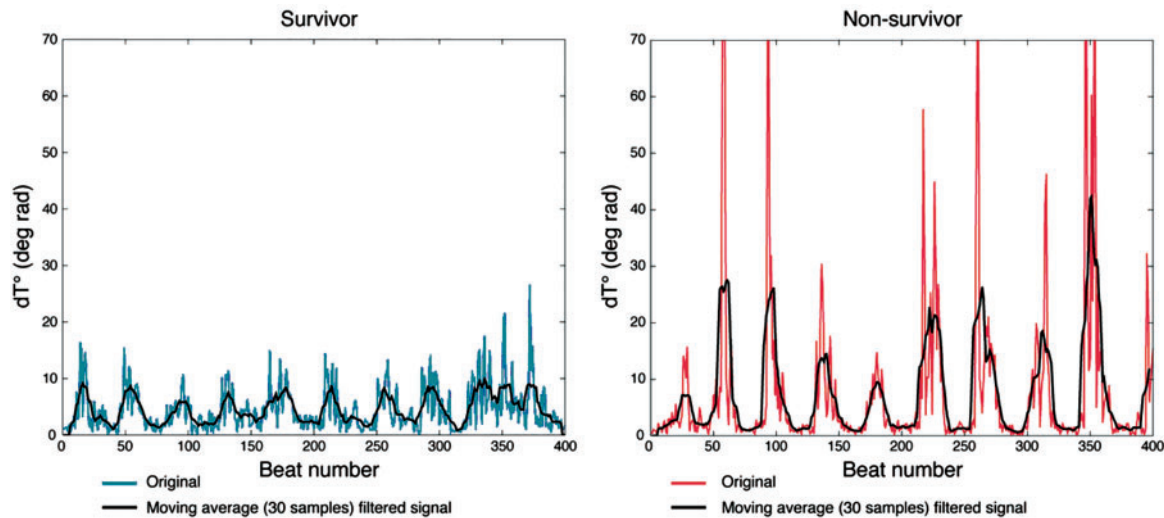 Survivor
70
60
50
40
30
20
10
0
dT° (deg rad)
0 50 100 150 200 250 300 350 400
Beat number
Original
Moving average (30 samples) filtered signal
Non-survivor
70
60
50
40
30
20
10
0
dT° (deg rad)
0 50 100 150 200 250 300 350 400
Beat number
Original
Moving average (30 samples) filtered signal